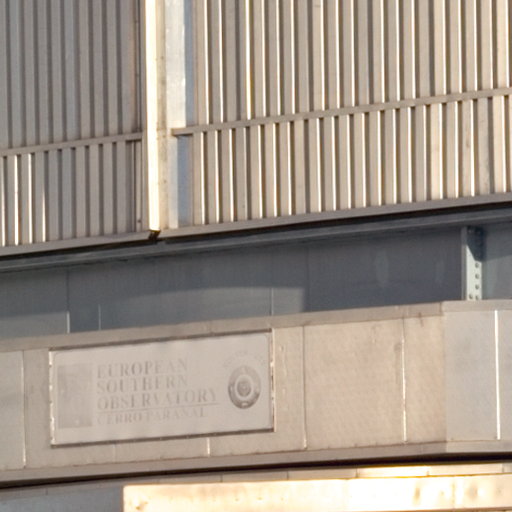 EUROPEAN
SOUTHERN
OBSERVATORY
CERRO PARANAL